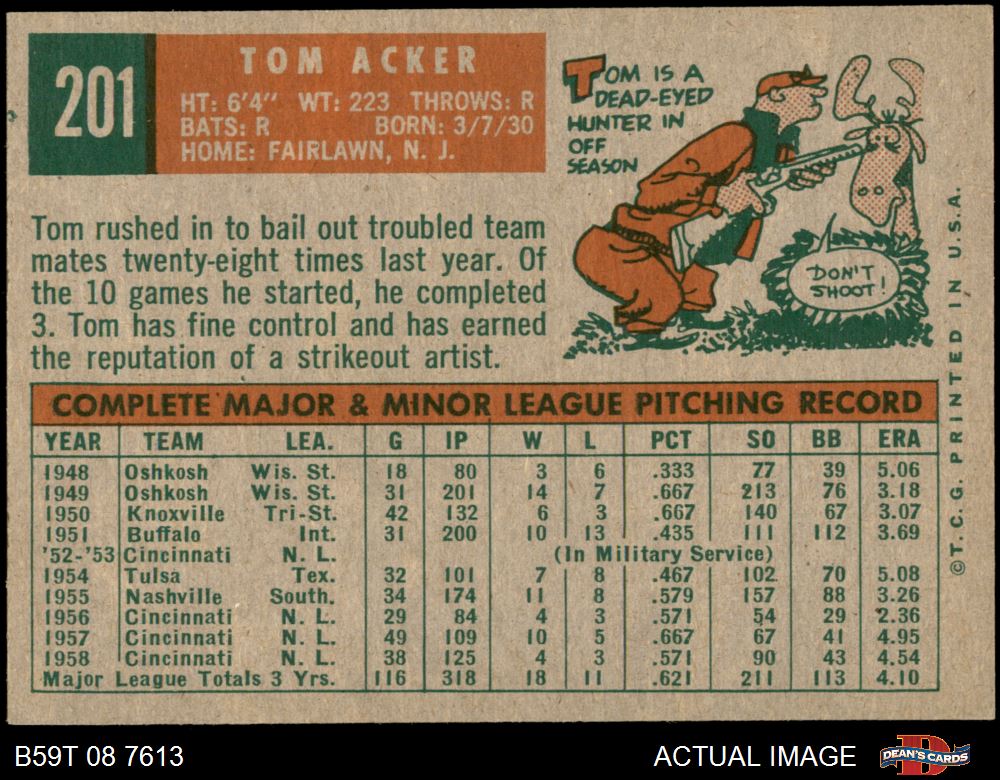 201
TOM ACKER
HT: 6'4" WT: 223 THROWS: R
BATS: R BORN: 3/7/30
HOME: FAIRLAWN, N. J.
TOM IS A
DEAD-EYED
HUNTER IN
OFF
SEASON
DON'T
SHOOT!
Tom rushed in to bail out troubled team
mates twenty-eight times last year. Of
the 10 games he started, he completed
3. Tom has fine control and has earned
the reputation of a strikeout artist.
COMPLETE MAJOR & MINOR LEAGUE PITCHING RECORD
YEAR TEAM LEA. G IP W L PCT SO BB ERA
1948 Oshkosh Wis. St. 18 80 3 6 .333 77 39 5.06
1949 Oshkosh Wis. St. 31 201 14 7 .667 213 76 3.18
1950 Knoxville Tri-St. 42 132 6 3 .667 140 67 3.07
1951 Buffalo Int. 31 200 10 13 .435 111 112 3.69
'52-'53 Cincinnati N. L. (In Military Service)
1954 Tulsa Tex. 32 101 7 8 .467 102 70 5.08
1955 Nashville South. 34 174 11 8 .579 157 88 3.26
1956 Cincinnati N. L. 29 84 4 3 .571 54 29 2.36
1957 Cincinnati N. L. 49 109 10 5 .667 67 41 4.95
1958 Cincinnati N. L. 38 125 4 3 .571 90 43 4.54
Major League Totals 3 Yrs. 116 318 18 11 .621 211 113 4.10
©T. C. G. PRINTED IN U.S.A.
B59T 08 7613
ACTUAL IMAGE
DEAN'S CARDS